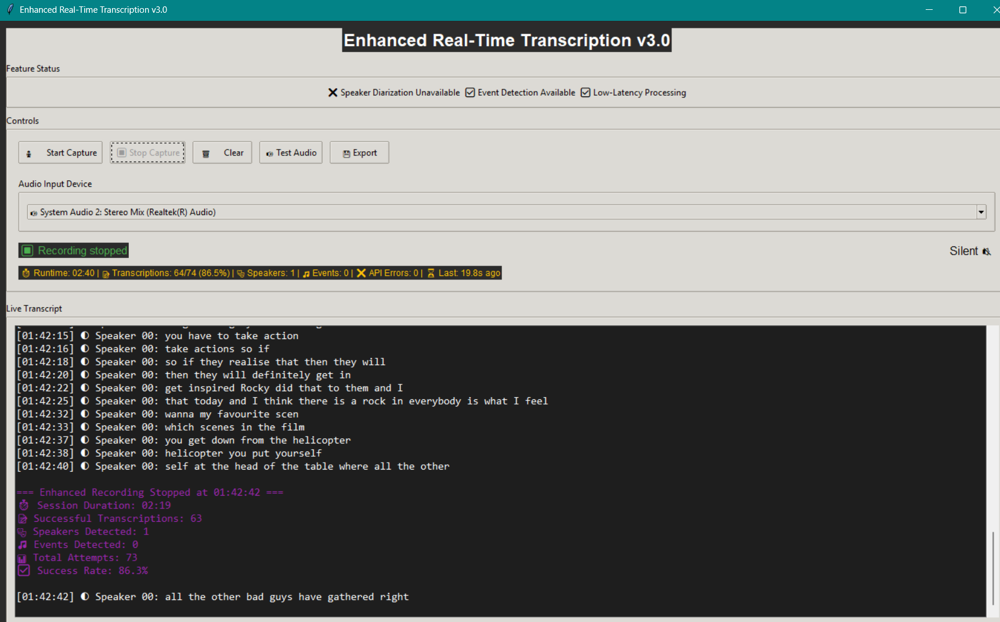 Enhanced Real-Time Transcription v3.0
Enhanced Real-Time Transcription v3.0
Feature Status
Speaker Diarization Unavailable Event Detection Available Low-Latency Processing
Controls
Start Capture Stop Capture Clear Test Audio Export
Audio Input Device
System Audio 2: Stereo Mix (Realtek(R) Audio)
Recording stopped Silent
Runtime: 02:40 | Transcriptions: 64/74 (86.5%) | Speakers: 1 | Events: 0 | API Errors: 0 | Last: 19.8s ago
Live Transcript
[01:42:15] Speaker 00: you have to take action
[01:42:16] Speaker 00: take actions so if
[01:42:18] Speaker 00: so if they realise that then they will
[01:42:20] Speaker 00: then they will definitely get in
[01:42:22] Speaker 00: get inspired Rocky did that to them and I
[01:42:25] Speaker 00: that today and I think there is a rock in everybody is what I feel
[01:42:32] Speaker 00: wanna my favourite scen
[01:42:33] Speaker 00: which scenes in the film
[01:42:37] Speaker 00: you get down from the helicopter
[01:42:38] Speaker 00: helicopter you put yourself
[01:42:40] Speaker 00: self at the head of the table where all the other
=== Enhanced Recording Stopped at 01:42:42 ===
Session Duration: 02:19
Successful Transcriptions: 63
Speakers Detected: 1
Events Detected: 0
Total Attempts: 73
Success Rate: 86.3%
[01:42:42] Speaker 00: all the other bad guys have gathered right